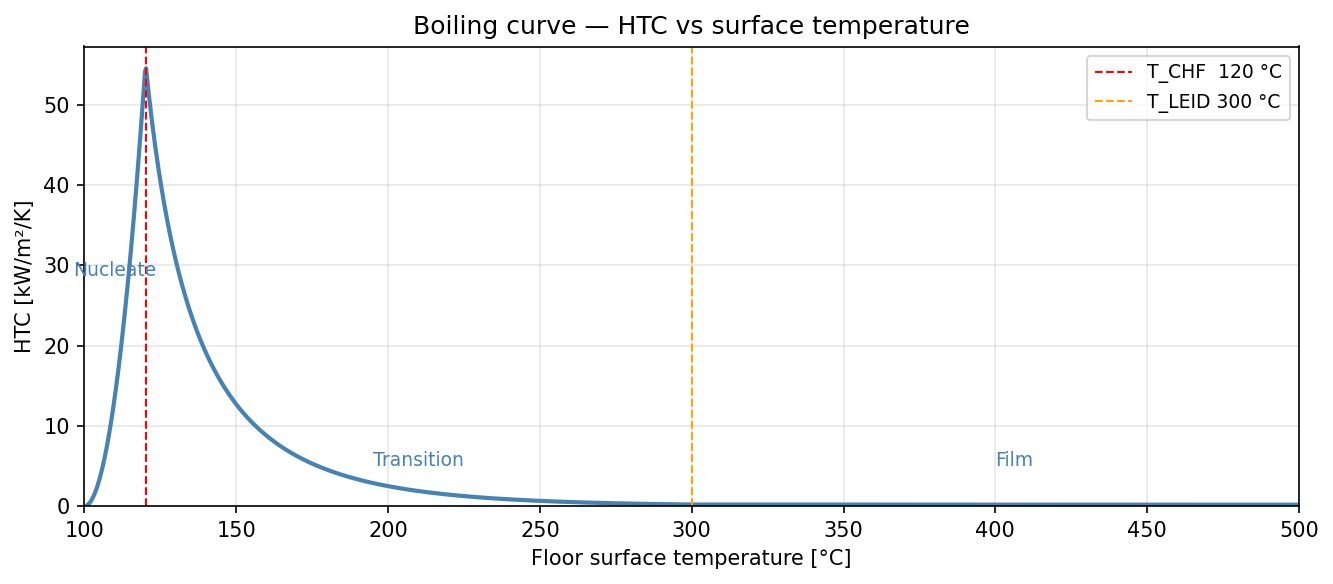 Boiling curve — HTC vs surface temperature
T_CHF  120 °C
T_LEID 300 °C
HTC [kW/m²/K]
50
40
30
20
10
0
Nucleate
Transition
Film
100 150 200 250 300 350 400 450 500
Floor surface temperature [°C]